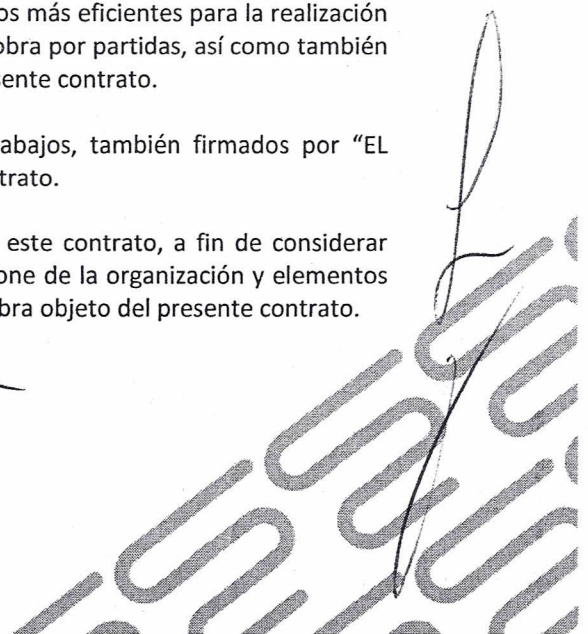 os más eficientes para la realización
obra por partidas, así como también
sente contrato.
abajos, también firmados por “EL
trato.
este contrato, a fin de considerar
one de la organización y elementos
bra objeto del presente contrato.